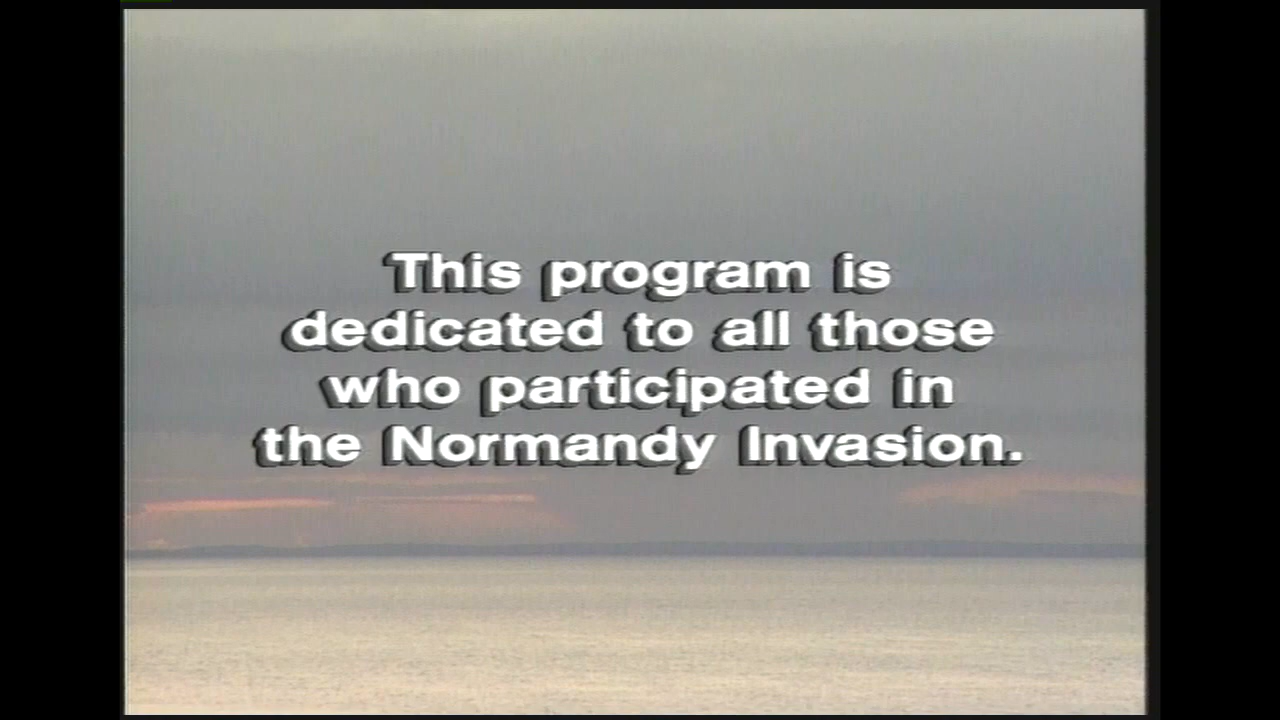 This program is
dedicated to all those
who participated in
the Normandy Invasion.